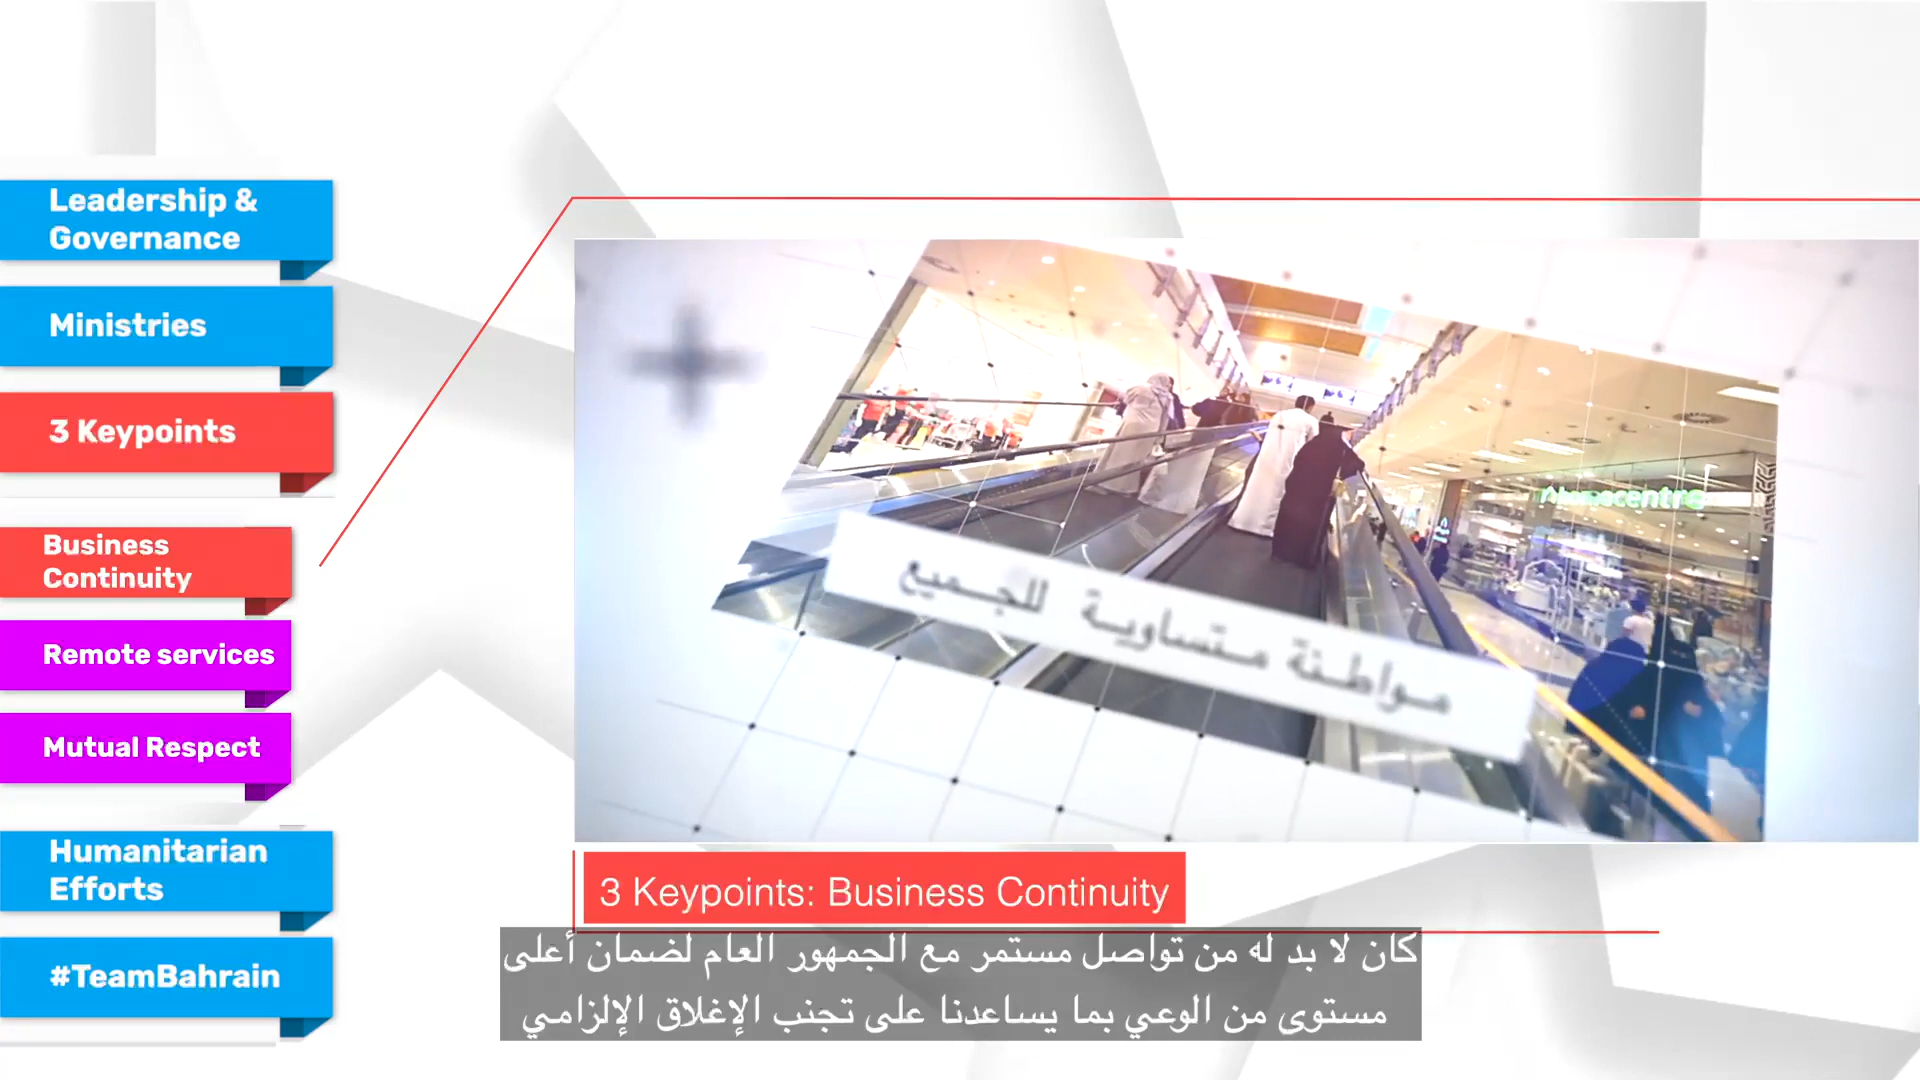 Leadership &
Governance
Ministries
3 Keypoints
Business
Continuity
Remote services
Mutual Respect
Humanitarian
Efforts
#TeamBahrain
مواطنة متساوية للجميع
3 Keypoints: Business Continuity
كان لا بد له من تواصل مستمر مع الجمهور العام لضمان أعلى
مستوى من الوعي بما يساعدنا على تجنب الإغلاق الإلزامي